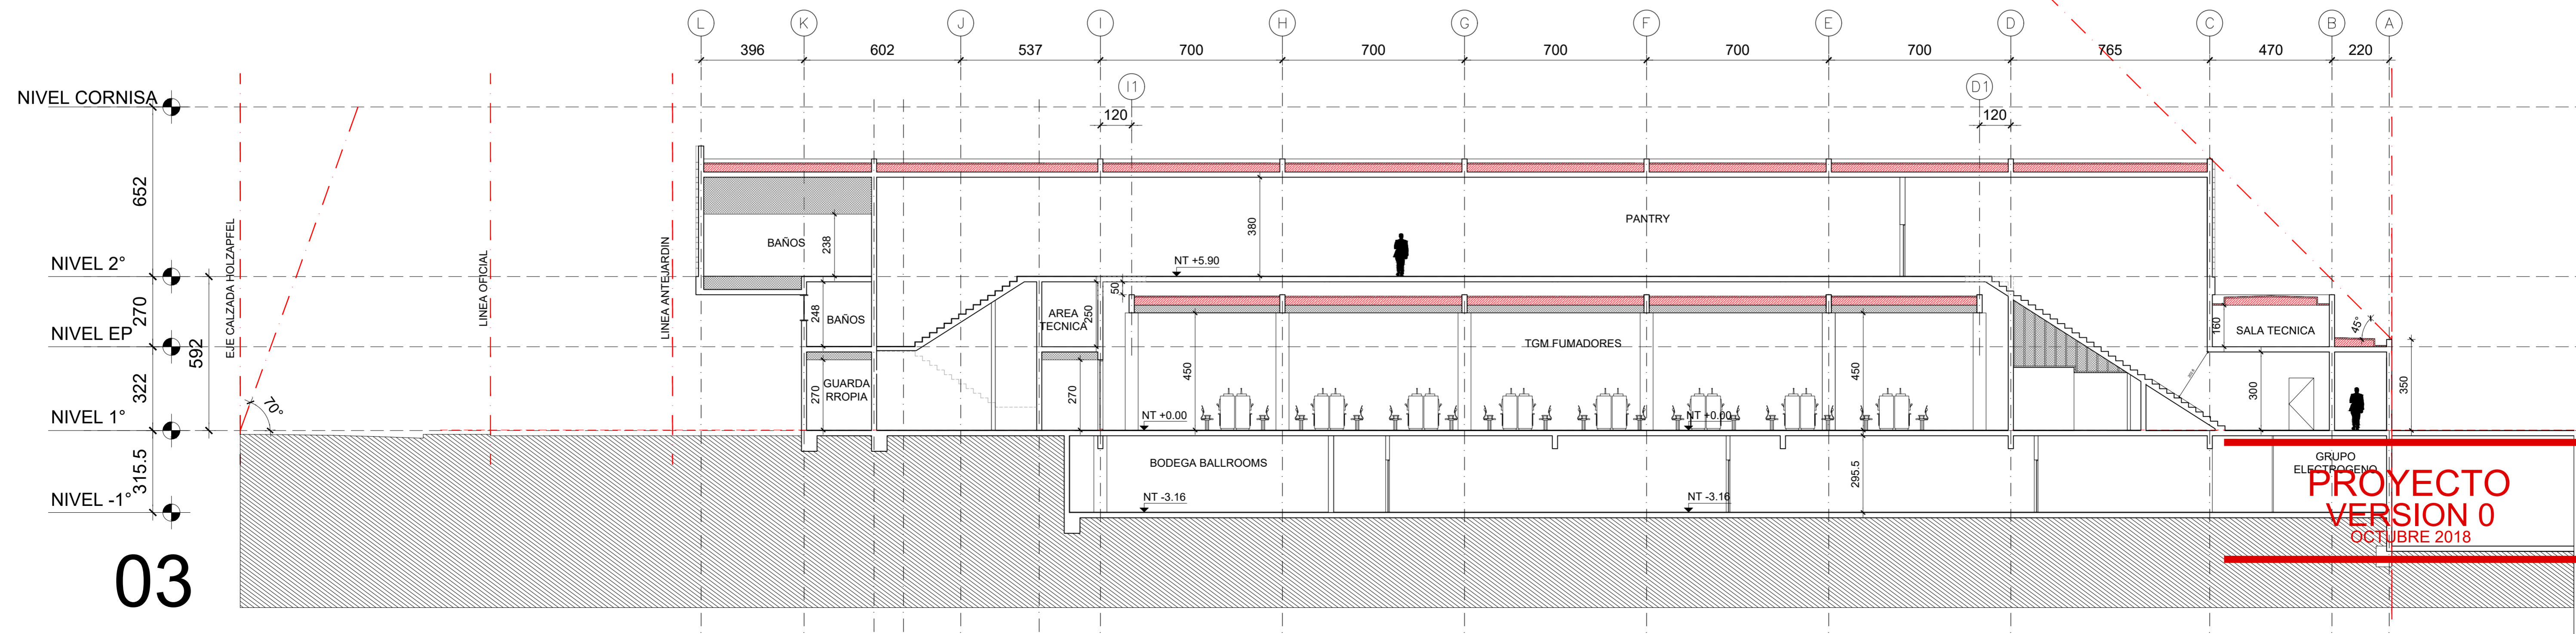 L K J I H G F E D C B A
396 602 537 700 700 700 700 700 765 470 220
I1 D1
120 120
NIVEL CORNISA
652
NIVEL 2°
270
NIVEL EP
592
322
NIVEL 1°
315.5
NIVEL -1°
03
EJE CALZADA HOLZAPFEL
70°
LINEA OFICIAL
LINEA ANTEJARDIN
BAÑOS
238
380
PANTRY
NT +5.90
50
248
BAÑOS
AREA
TECNICA
250
TGM FUMADORES
160
SALA TECNICA
45°
GUARDA
RROPIA
270
270
450
450
300
350
NT +0.00
NT +0.00
BODEGA BALLROOMS
295.5
NT -3.16
NT -3.16
GRUPO
ELECTROGENO
PROYECTO
VERSION 0
OCTUBRE 2018